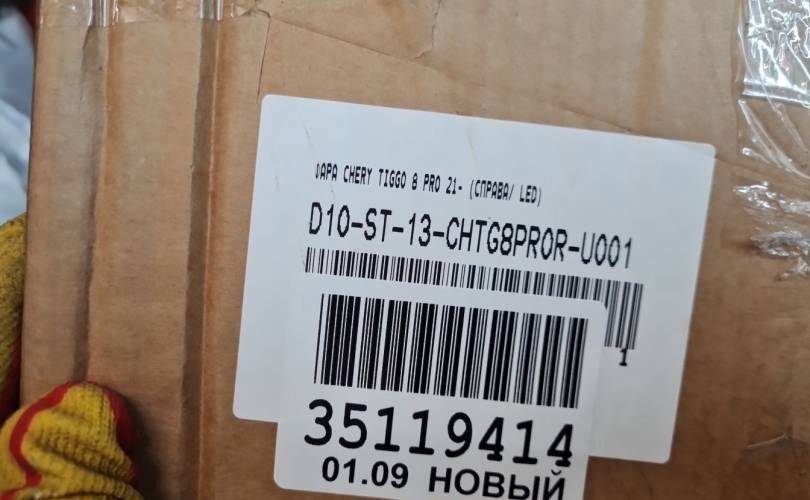 ФАРА CHERY TIGGO 8 PRO 21- (СПРАВА/ LED)
D10-ST-13-CHTG8PROR-U001
1
35119414
01.09 НОВЫЙ